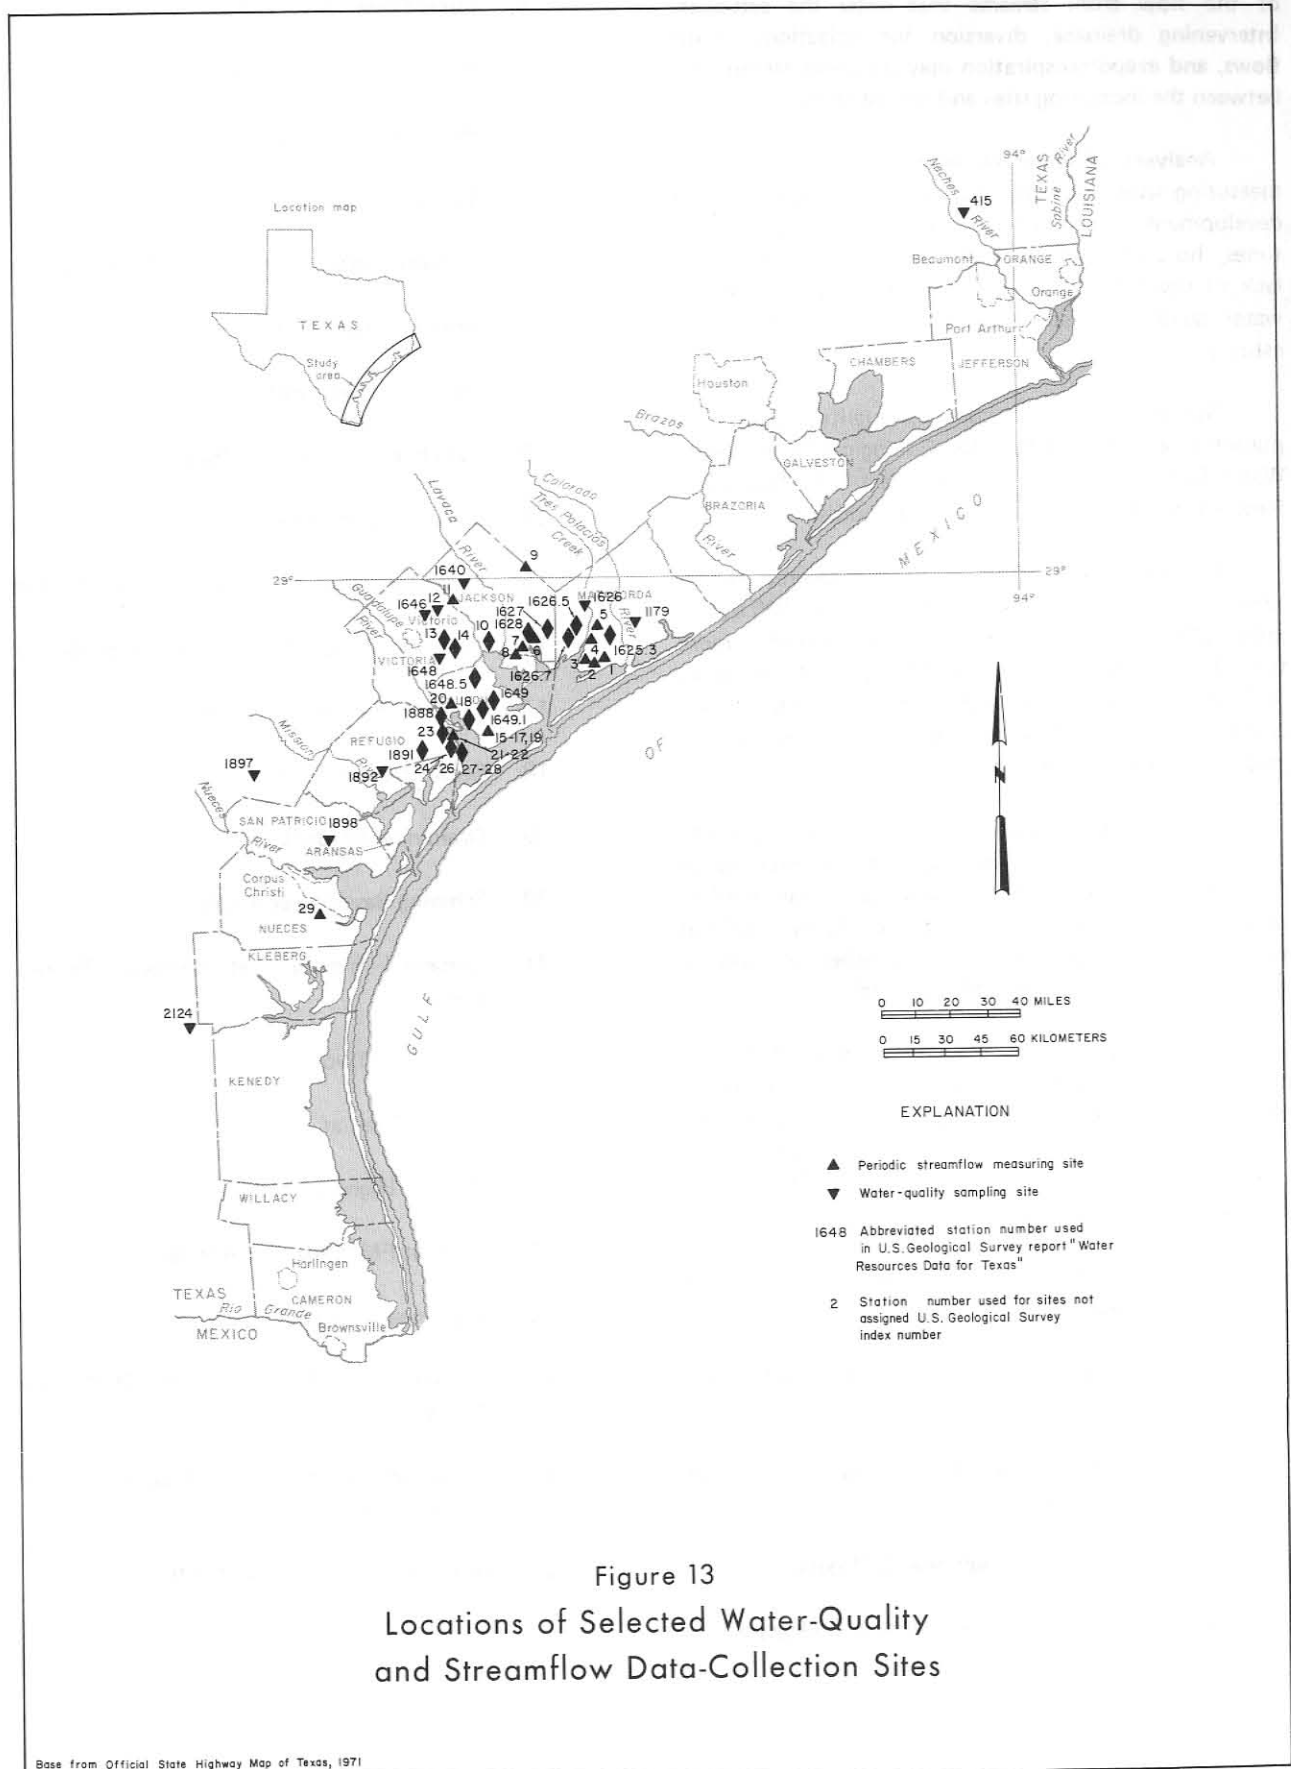 Intervening drainage, diversion for
flows, and evapotranspiration may
between the
Analyses
Location map
TEXAS
Study
area
94°
TEXAS
Sabine River
LOUISIANA
Neches
River
415
Beaumont
ORANGE
Orange
Port Arthur
CHAMBERS
JEFFERSON
Houston
Brazos
GALVESTON
BRAZORIA
River
Lavaca
River
Colorado
Tres Palacios
Creek
River
9
29°
29°
94°
1640
11
JACKSON
MATAGORDA
1626.5
1626
12
1646
Guadalupe
River
Victoria
1627
1628
5
1179
13
14
10
7
6
8
4
1625.3
VICTORIA
3
2
1
1648
1626.7
1648.5
20
18
1649
1888
1649.1
23
15-17,19
REFUGIO
1891
21-22
24-26
27-28
Mission
River
1892
1897
Nueces
River
SAN PATRICIO
1898
ARANSAS
Corpus
Christi
29
NUECES
KLEBERG
2124
KENEDY
WILLACY
Harlingen
CAMERON
TEXAS
Rio Grande
MEXICO
Brownsville
GULF
OF
MEXICO
N
0 10 20 30 40 MILES
0 15 30 45 60 KILOMETERS
EXPLANATION
Periodic streamflow measuring site
Water-quality sampling site
1648 Abbreviated station number used
in U.S. Geological Survey report "Water
Resources Data for Texas"
2 Station number used for sites not
assigned U.S. Geological Survey
index number
Figure 13
Locations of Selected Water-Quality
and Streamflow Data-Collection Sites
Base from Official State Highway Map of Texas, 1971